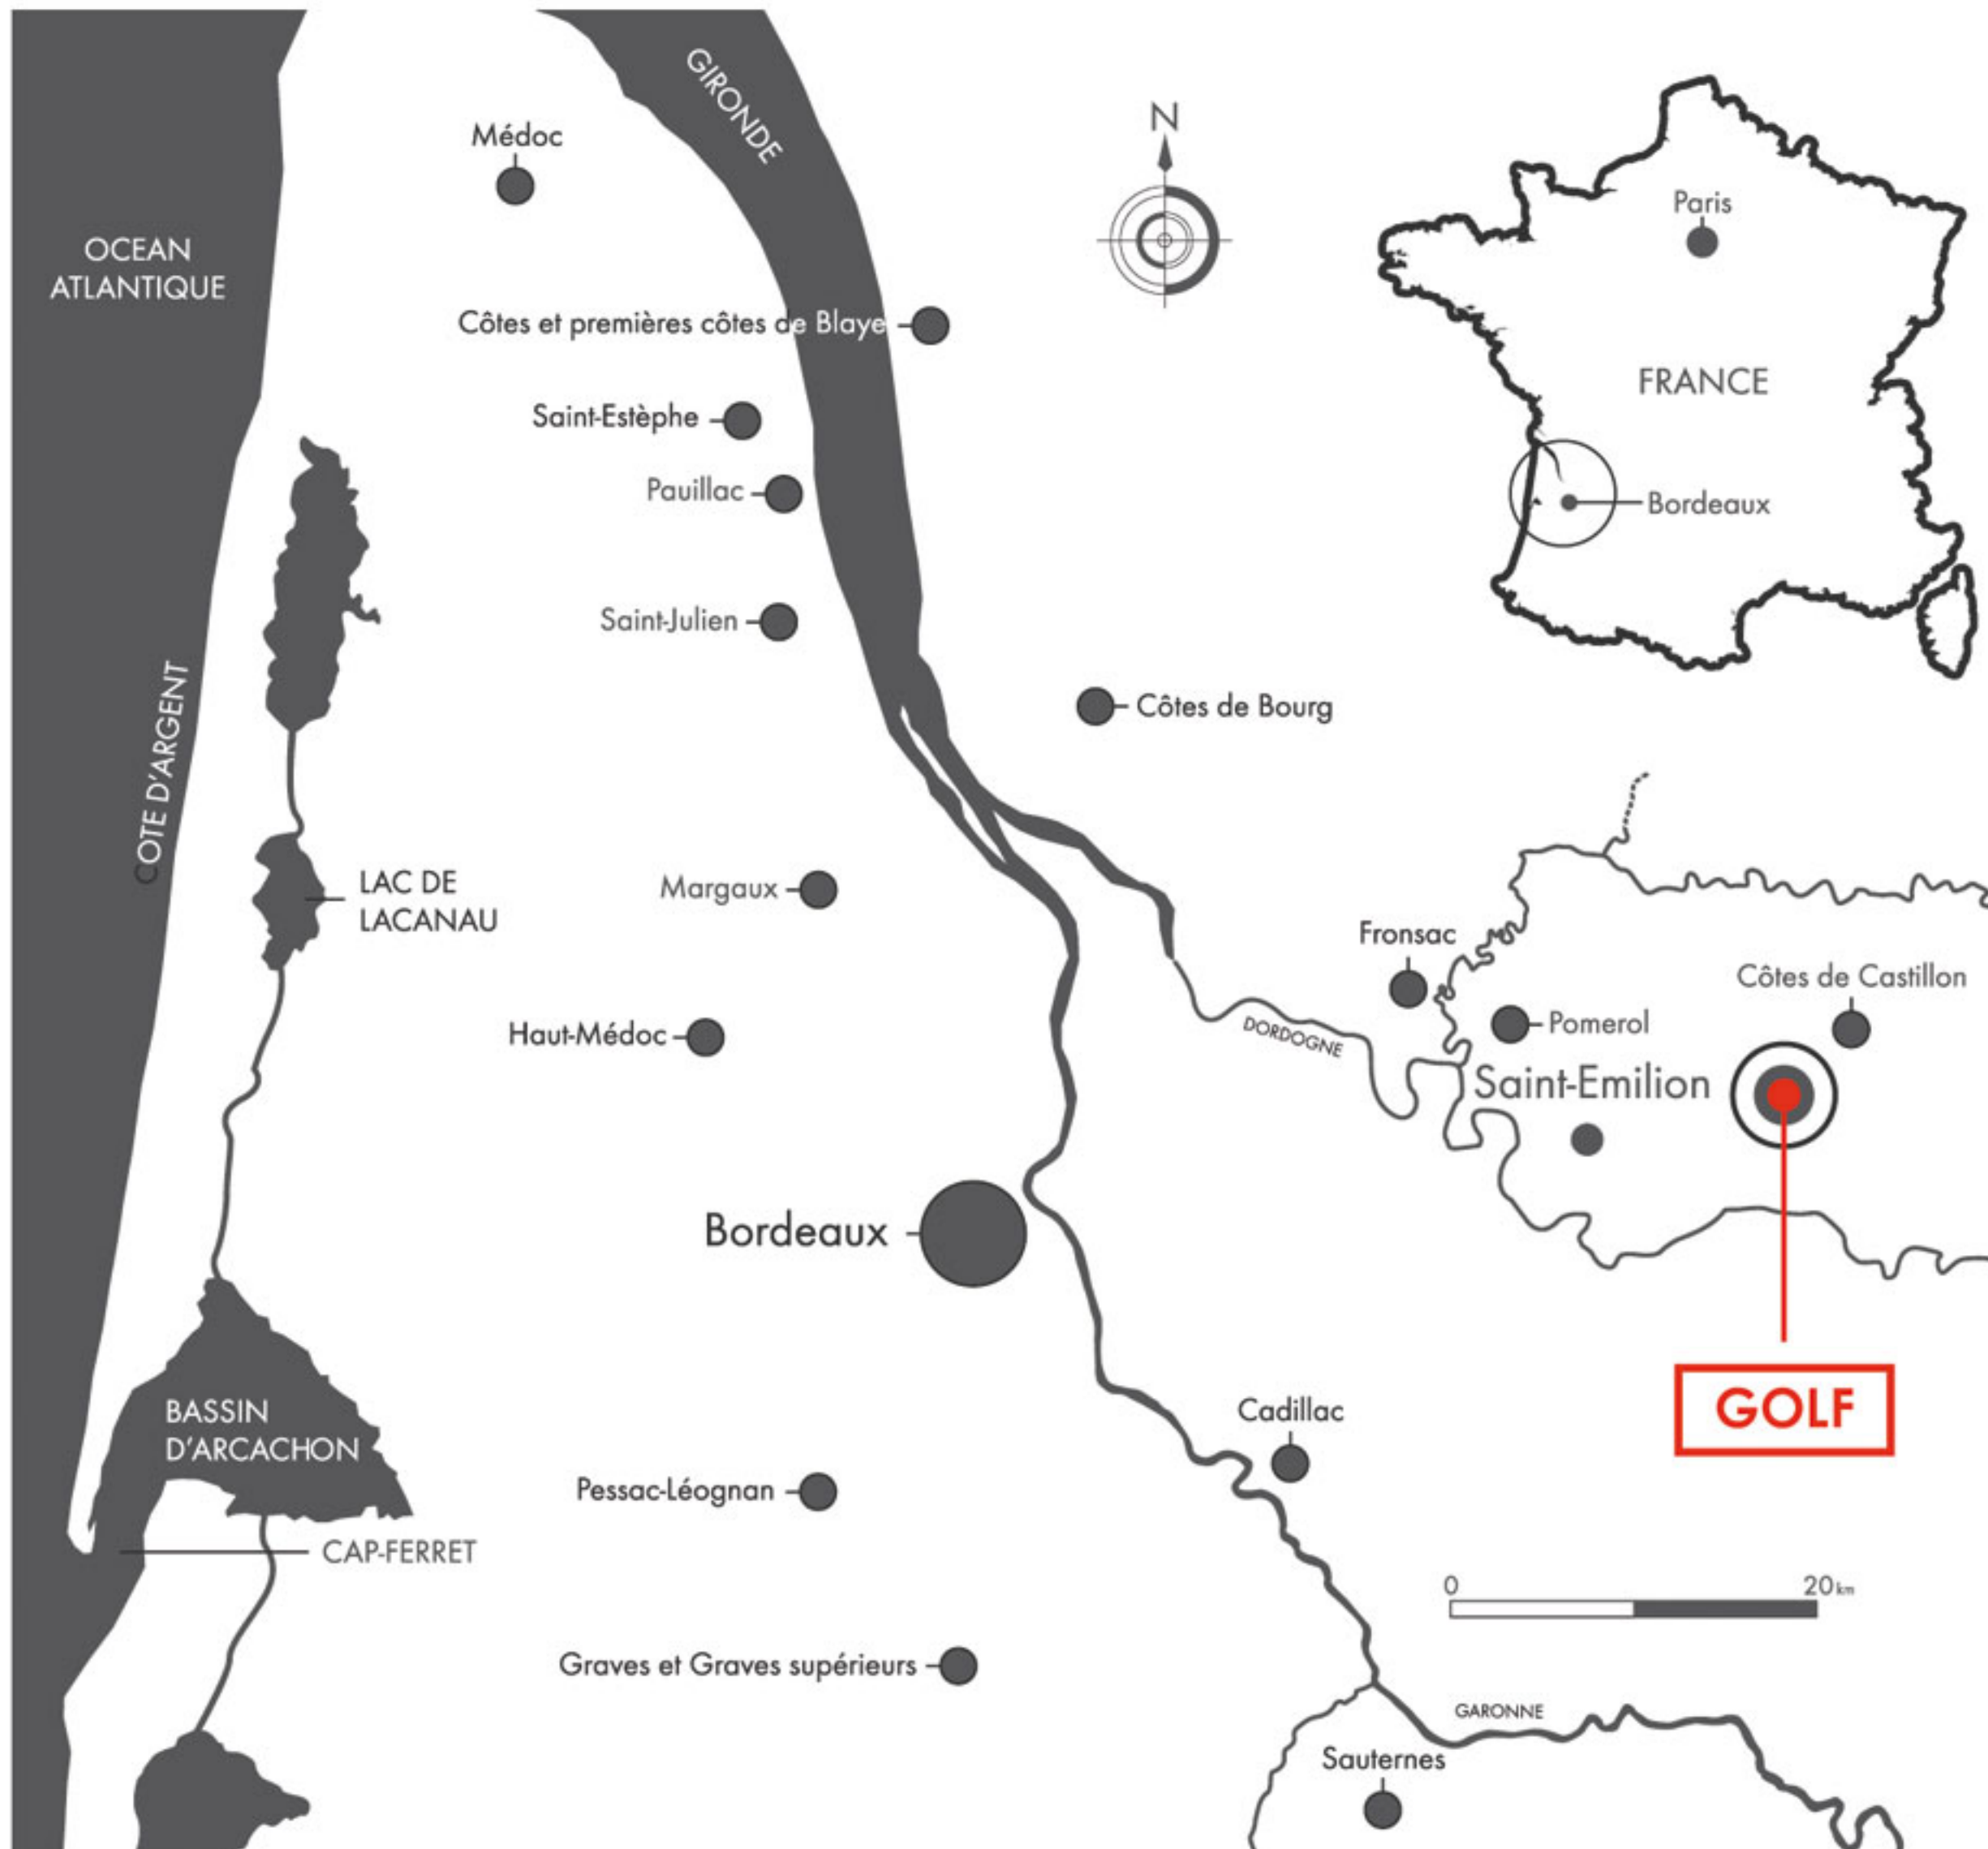 GIRONDE
N
Médoc
Paris
OCEAN
ATLANTIQUE
Côtes et premières côtes de Blaye
FRANCE
Saint-Estèphe
Pauillac
Bordeaux
Saint-Julien
Côtes de Bourg
COTE D'ARGENT
LAC DE
LACANAU
Margaux
Fronsac
Côtes de Castillon
Haut-Médoc
DORDOGNE
Pomerol
Saint-Emilion
Bordeaux
BASSIN
D'ARCACHON
Cadillac
GOLF
Pessac-Léognan
CAP-FERRET
0 20 km
Graves et Graves supérieurs
GARONNE
Sauternes